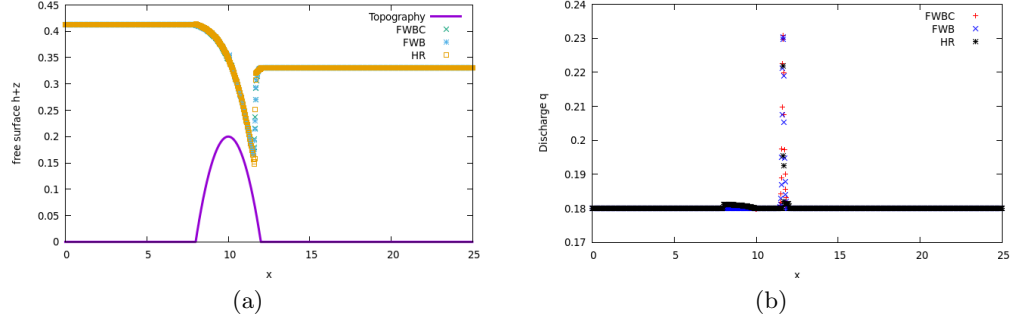 0.45
0.4
0.35
0.3
0.25
0.2
0.15
0.1
0.05
0
free surface h+z
Topography
FWBC
FWB
HR
0 5 10 15 20 25
x
(a)
0.24
0.23
0.22
0.21
0.2
0.19
0.18
0.17
Discharge q
FWBC
FWB
HR
0 5 10 15 20 25
x
(b)